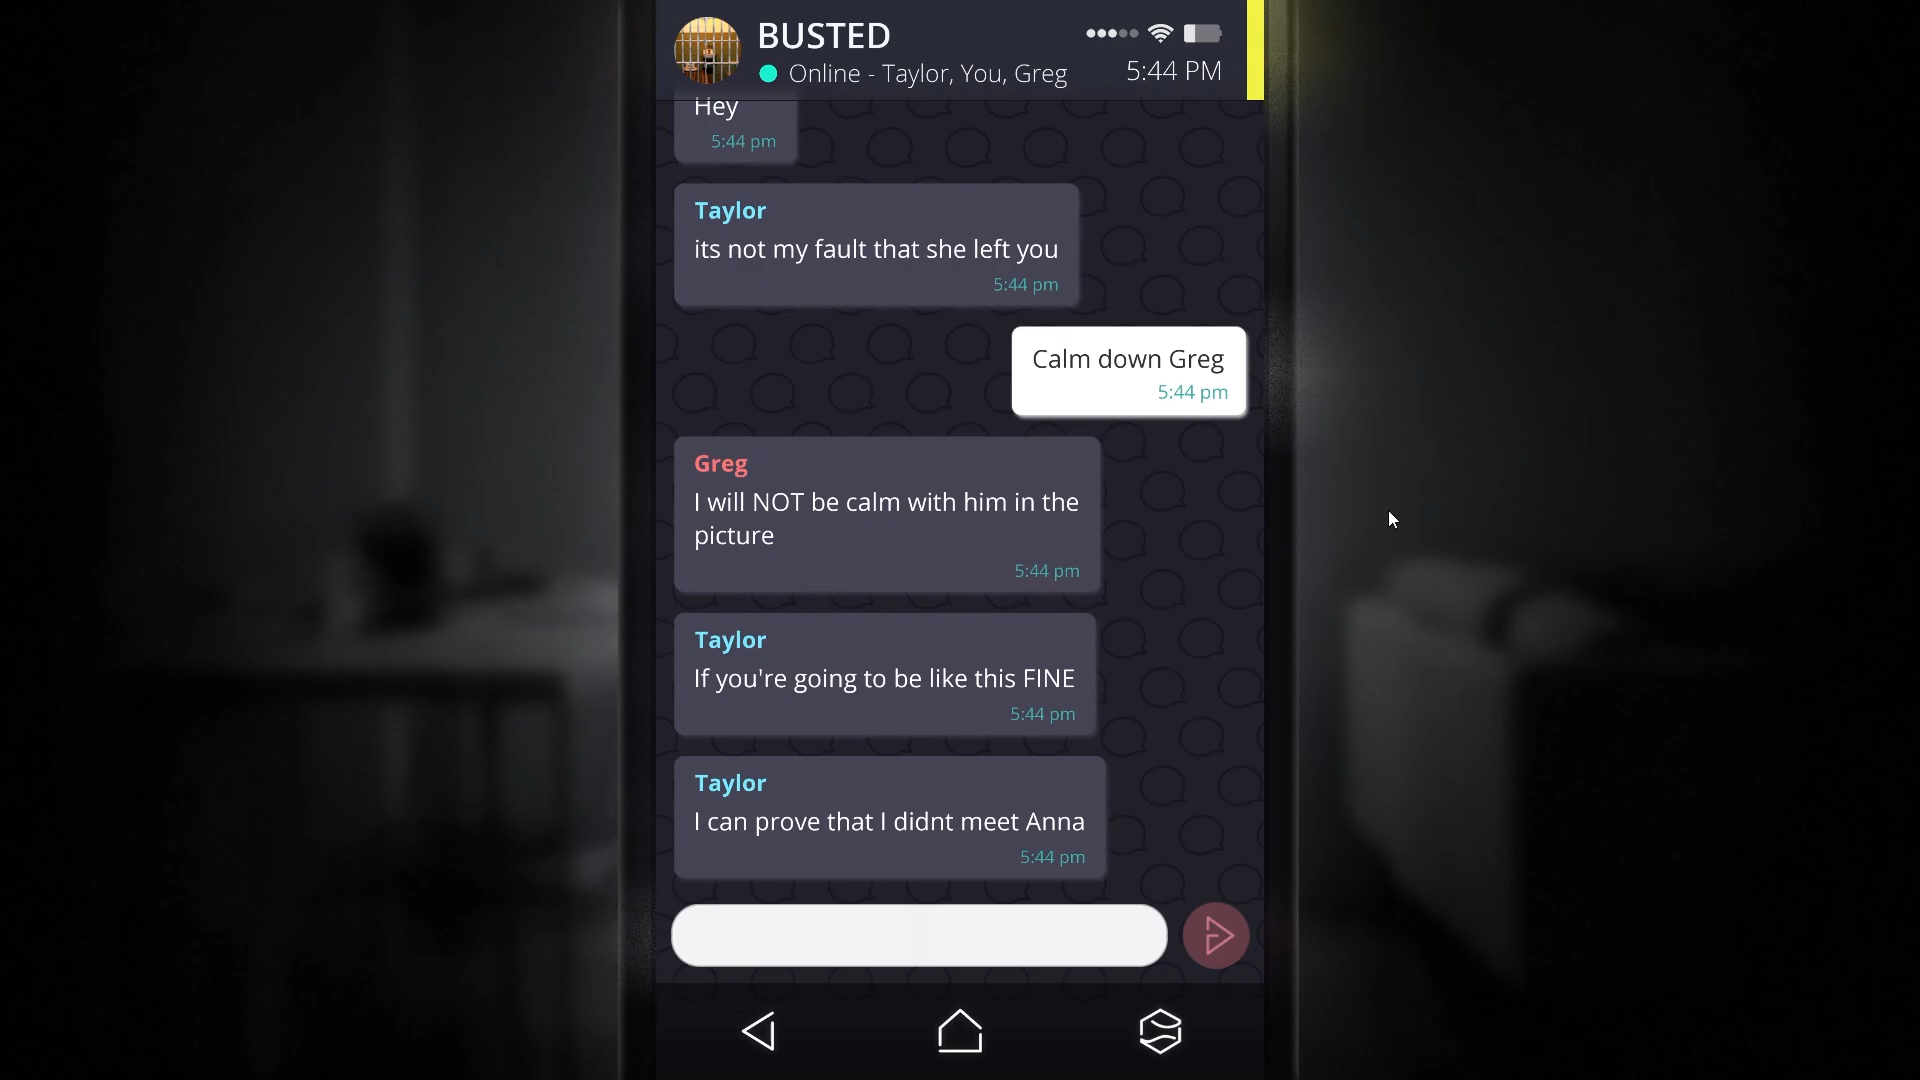 BUSTED
Online - Taylor, You, Greg
5:44 PM
Hey
5:44 pm
Taylor
its not my fault that she left you
5:44 pm
Calm down Greg
5:44 pm
Greg
I will NOT be calm with him in the
picture
5:44 pm
Taylor
If you're going to be like this FINE
5:44 pm
Taylor
I can prove that I didnt meet Anna
5:44 pm